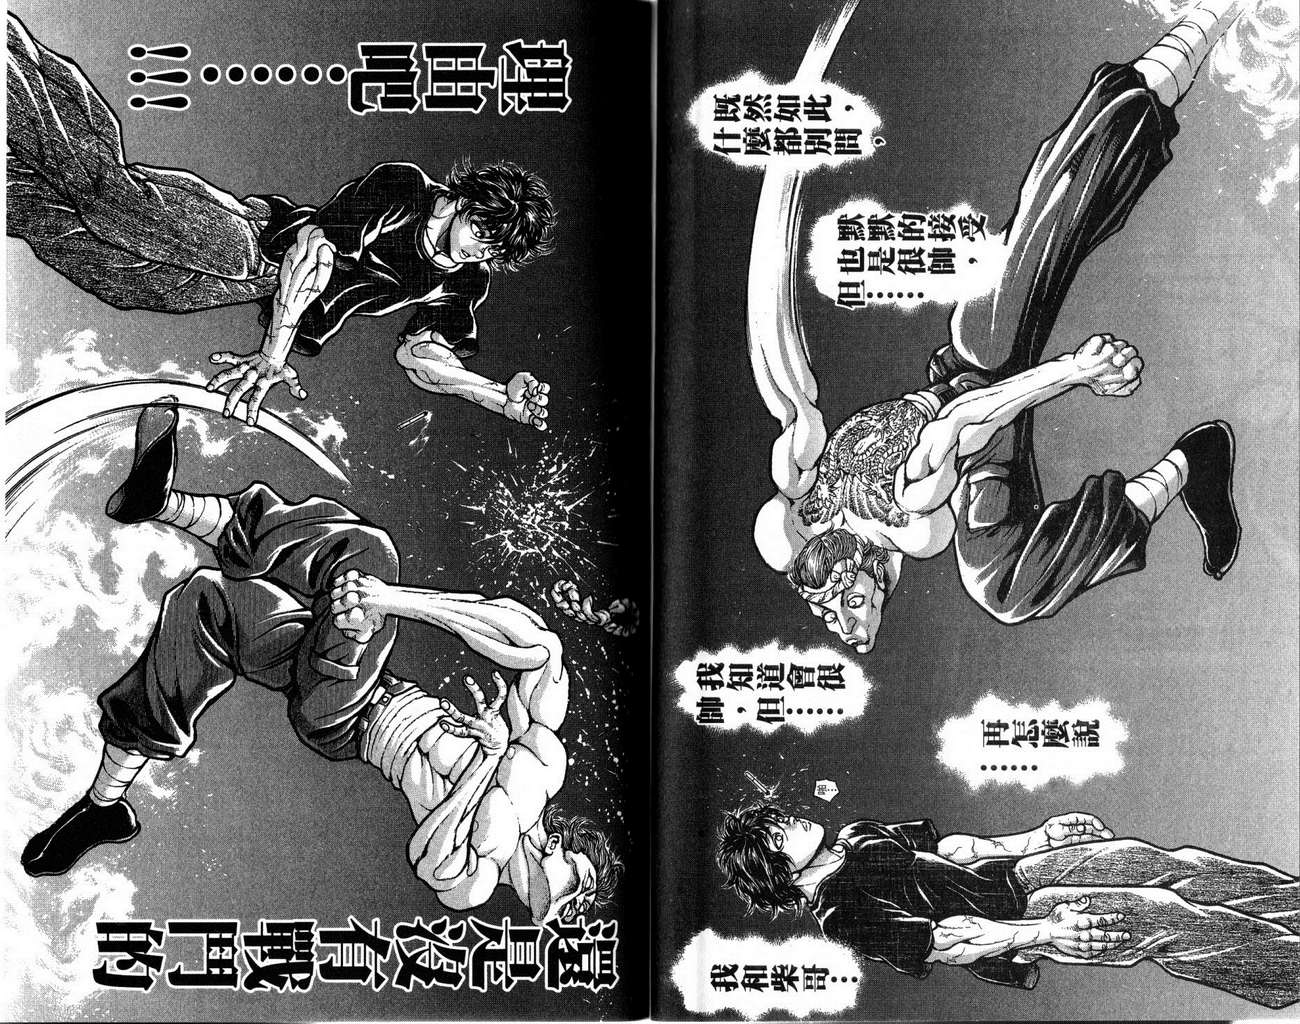 既然如此，
什麼都別問，
默默的接受
也是很帥，
但……
我知道會很
帥，但……
再怎麼說
……
我和柴哥…
還是沒有戰鬥的
理由吧……!!!